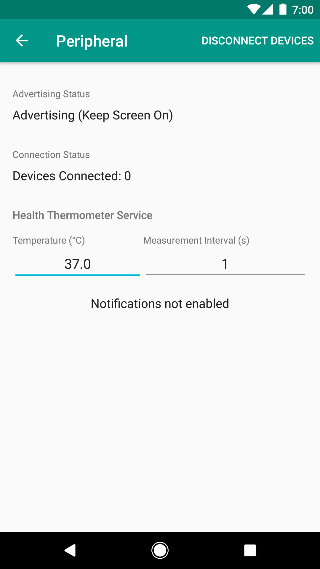 7:00
Peripheral
DISCONNECT DEVICES
Advertising Status
Advertising (Keep Screen On)
Connection Status
Devices Connected: 0
Health Thermometer Service
Temperature (°C)
Measurement Interval (s)
37.0
1
Notifications not enabled